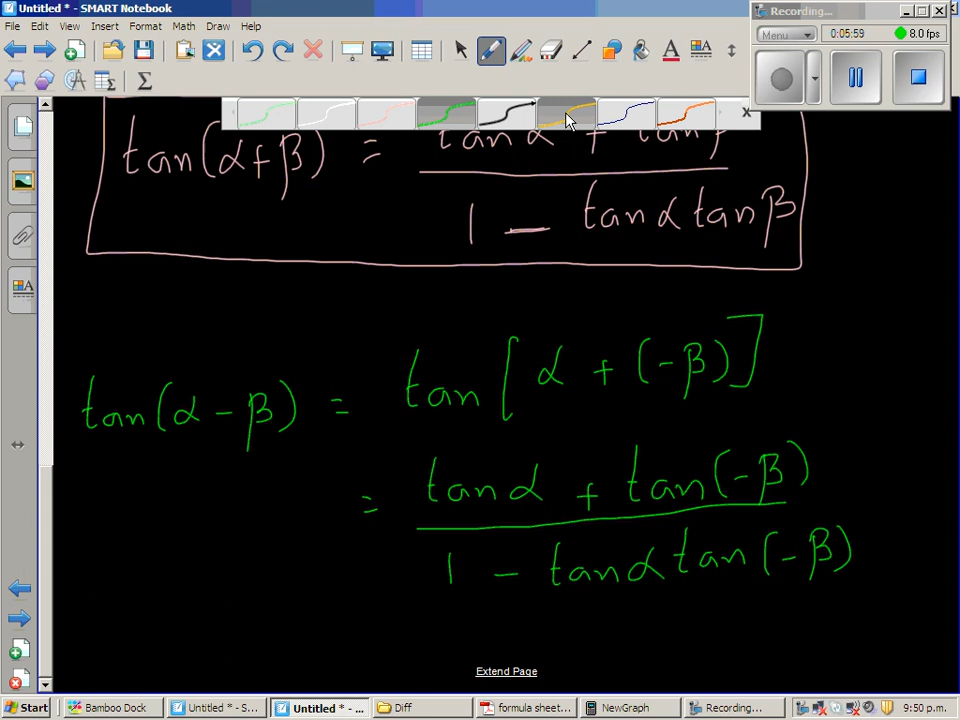 Untitled * - SMART Notebook
File Edit View Insert Format Math Draw Help
Recording...
Menu 0:05:59 8.0 fps
tan(α+β) = tan α + tan β
1 - tan α tan β
tan(α - β) = tan[α + (-β)]
= tan α + tan(-β)
1 - tan α tan(-β)
Extend Page
Start Bamboo Dock Untitled * - S... Untitled * - ... Diff formula sheet... NewGraph Recording... 9:50 p.m.